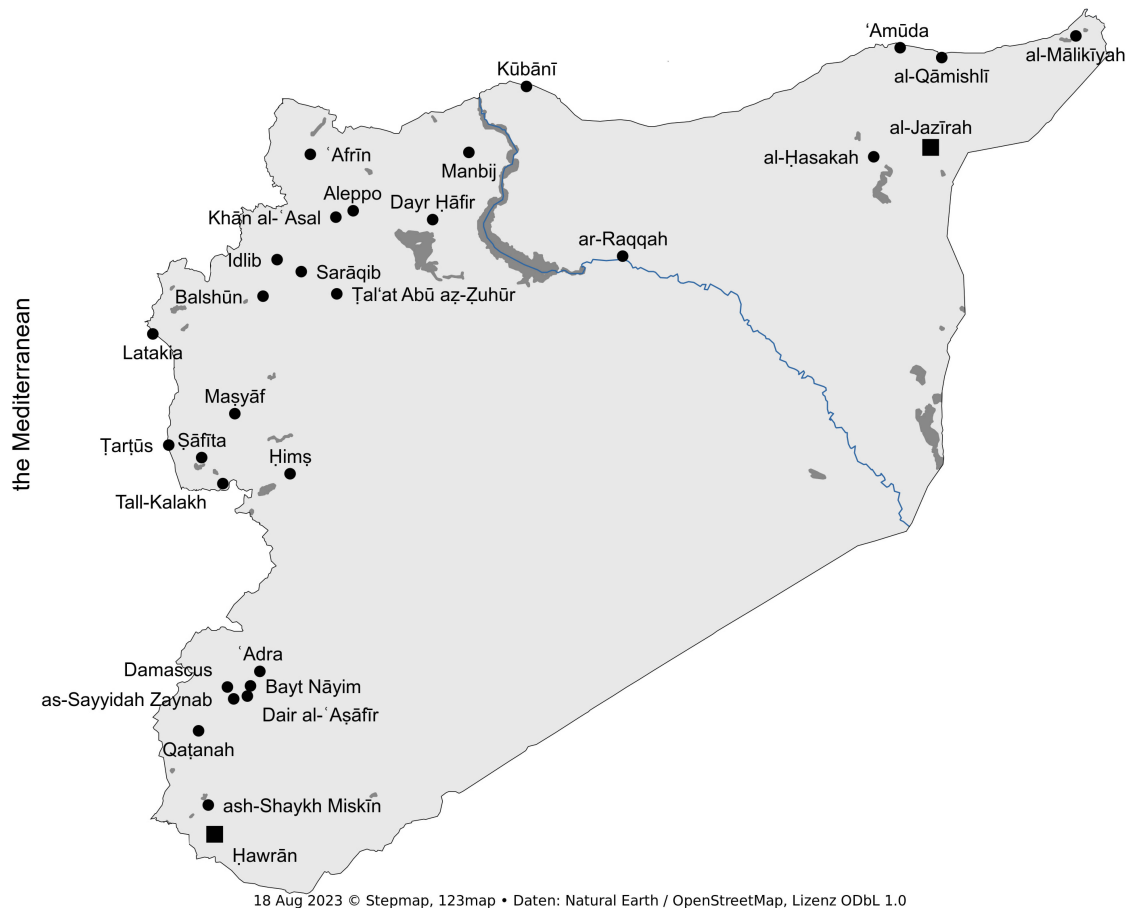 ʻAmūda
al-Mālikīyah
Kūbānī
al-Qāmishlī
al-Jazīrah
ʿAfrīn
al-Ḥasakah
Manbij
Aleppo
Dayr Ḥāfir
Khān al-ʿAsal
ar-Raqqah
Idlib
Sarāqib
Balshūn
Ṭalʻat Abū aẓ-Ẓuhūr
the Mediterranean
Latakia
Maṣyāf
Ṭarṭūs
Ṣāfīta
Ḥimṣ
Tall-Kalakh
ʿAdra
Damascus
Bayt Nāyim
as-Sayyidah Zaynab
Dair al-ʿAṣāfīr
Qaṭanah
ash-Shaykh Miskīn
Ḥawrān
18 Aug 2023 © Stepmap, 123map • Daten: Natural Earth / OpenStreetMap, Lizenz ODbL 1.0